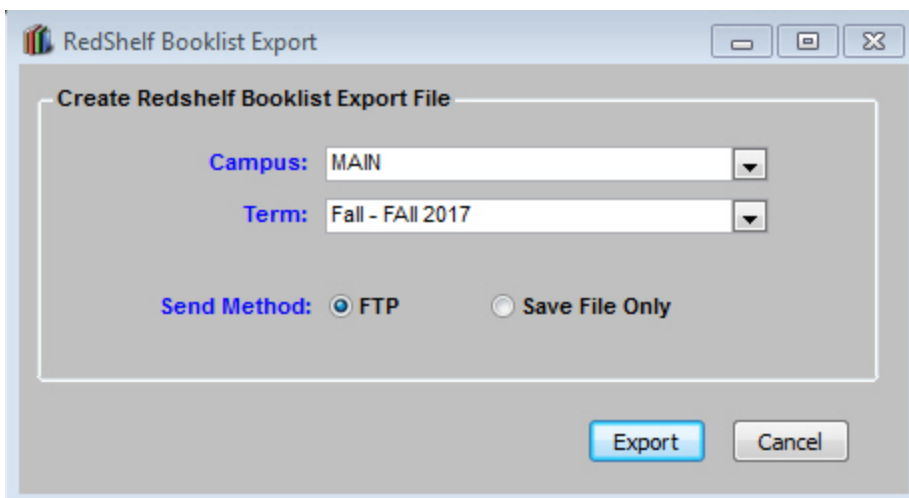 RedShelf Booklist Export
Create Redshelf Booklist Export File
Campus: MAIN
Term: Fall - FAll 2017
Send Method: FTP Save File Only
Export Cancel